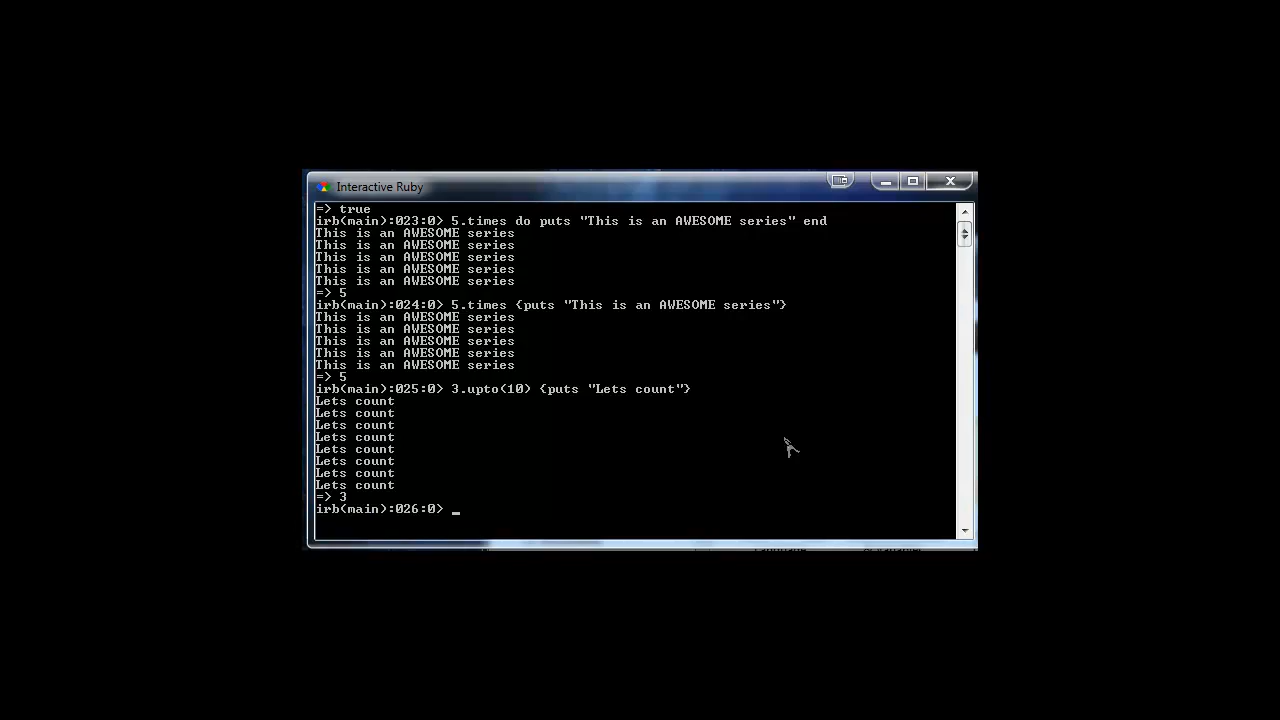 Interactive Ruby
=> true
irb(main):023:0> 5.times do puts "This is an AWESOME series" end
This is an AWESOME series
This is an AWESOME series
This is an AWESOME series
This is an AWESOME series
This is an AWESOME series
=> 5
irb(main):024:0> 5.times {puts "This is an AWESOME series"}
This is an AWESOME series
This is an AWESOME series
This is an AWESOME series
This is an AWESOME series
This is an AWESOME series
=> 5
irb(main):025:0> 3.upto(10) {puts "Lets count"}
Lets count
Lets count
Lets count
Lets count
Lets count
Lets count
Lets count
Lets count
=> 3
irb(main):026:0> _